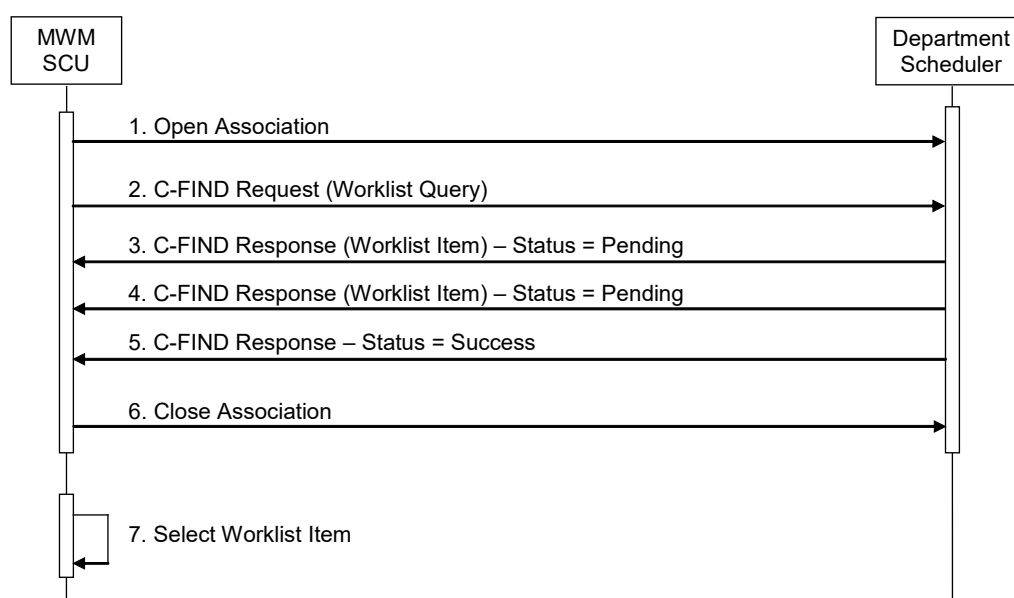 MWM
SCU
Department
Scheduler
1. Open Association
2. C-FIND Request (Worklist Query)
3. C-FIND Response (Worklist Item) – Status = Pending
4. C-FIND Response (Worklist Item) – Status = Pending
5. C-FIND Response – Status = Success
6. Close Association
7. Select Worklist Item